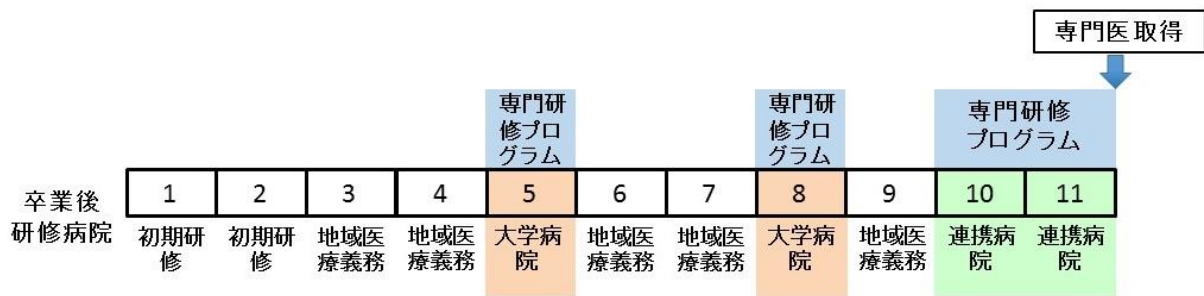 専門医取得
専門研
修プロ
グラム
専門研
修プロ
グラム
専門研修
プログラム
卒業後
研修病院
1 2 3 4 5 6 7 8 9 10 11
初期研
修
初期研
修
地域医
療義務
地域医
療義務
大学病
院
地域医
療義務
地域医
療義務
大学病
院
地域医
療義務
連携病
院
連携病
院